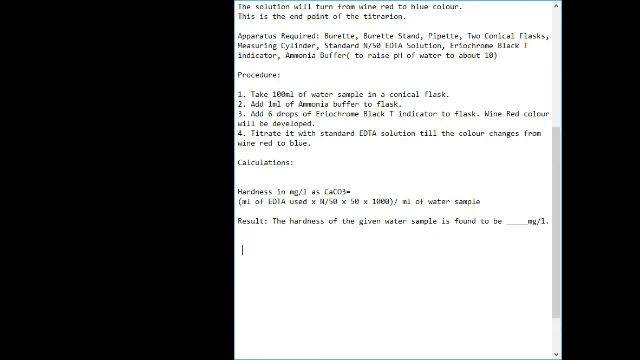 The solution will turn from wine red to blue colour.
This is the end point of the titrarion.
Apparatus Required: Burette, Burette Stand, Pipette, Two Conical Flasks,
Measuring Cylinder, Standard N/50 EDTA Solution, Eriochrome Black T
indicator, Ammonia Buffer( to raise pH of water to about 10)
Procedure:
1. Take 100ml of water sample in a conical flask.
2. Add 1ml of Ammonia buffer to flask.
3. Add 6 drops of Eriochrome Black T indicator to flask. Wine Red colour
will be developed.
4. Titrate it with standard EDTA solution till the colour changes from
wine red to blue.
Calculations:
Hardness in mg/l as CaCO3=
(ml of EDTA used x N/50 x 50 x 1000)/ ml of water sample
Result: The hardness of the given water sample is found to be _____mg/l.